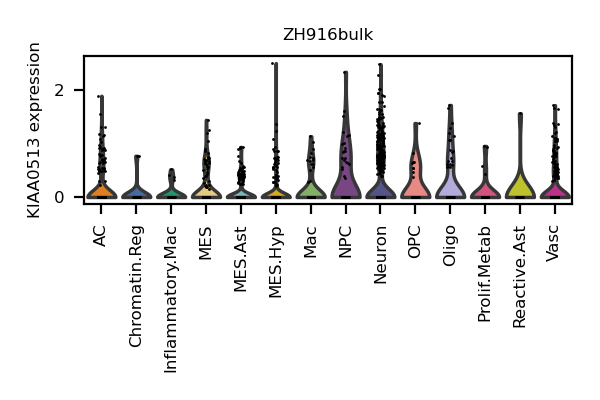 ZH916bulk
KIAA0513 expression
2
0
AC
Chromatin.Reg
Inflammatory.Mac
MES
MES.Ast
MES.Hyp
Mac
NPC
Neuron
OPC
Oligo
Prolif.Metab
Reactive.Ast
Vasc